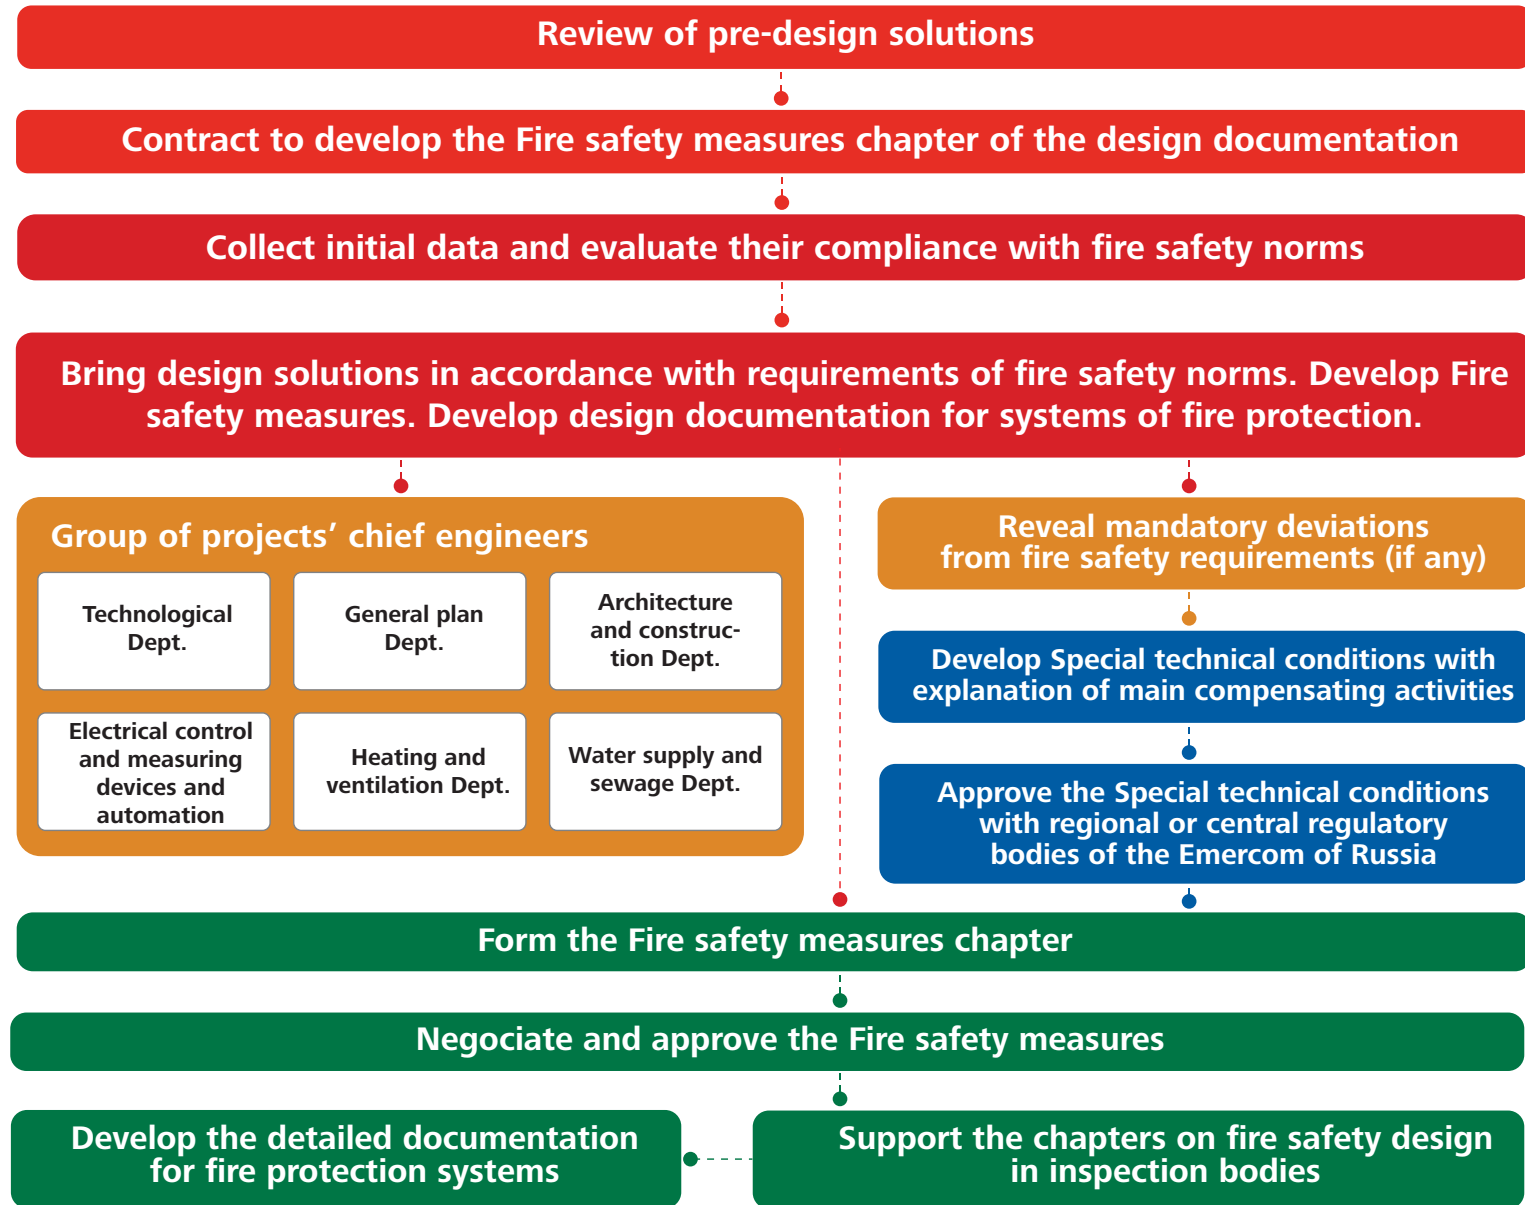 Review of pre-design solutions
Contract to develop the Fire safety measures chapter of the design documentation
Collect initial data and evaluate their compliance with fire safety norms
Bring design solutions in accordance with requirements of fire safety norms. Develop Fire
safety measures. Develop design documentation for systems of fire protection.
Group of projects’ chief engineers
Technological
Dept.
General plan
Dept.
Architecture
and construc-
tion Dept.
Electrical control
and measuring
devices and
automation
Heating and
ventilation Dept.
Water supply and
sewage Dept.
Reveal mandatory deviations
from fire safety requirements (if any)
Develop Special technical conditions with
explanation of main compensating activities
Approve the Special technical conditions
with regional or central regulatory
bodies of the Emercom of Russia
Form the Fire safety measures chapter
Negociate and approve the Fire safety measures
Develop the detailed documentation
for fire protection systems
Support the chapters on fire safety design
in inspection bodies